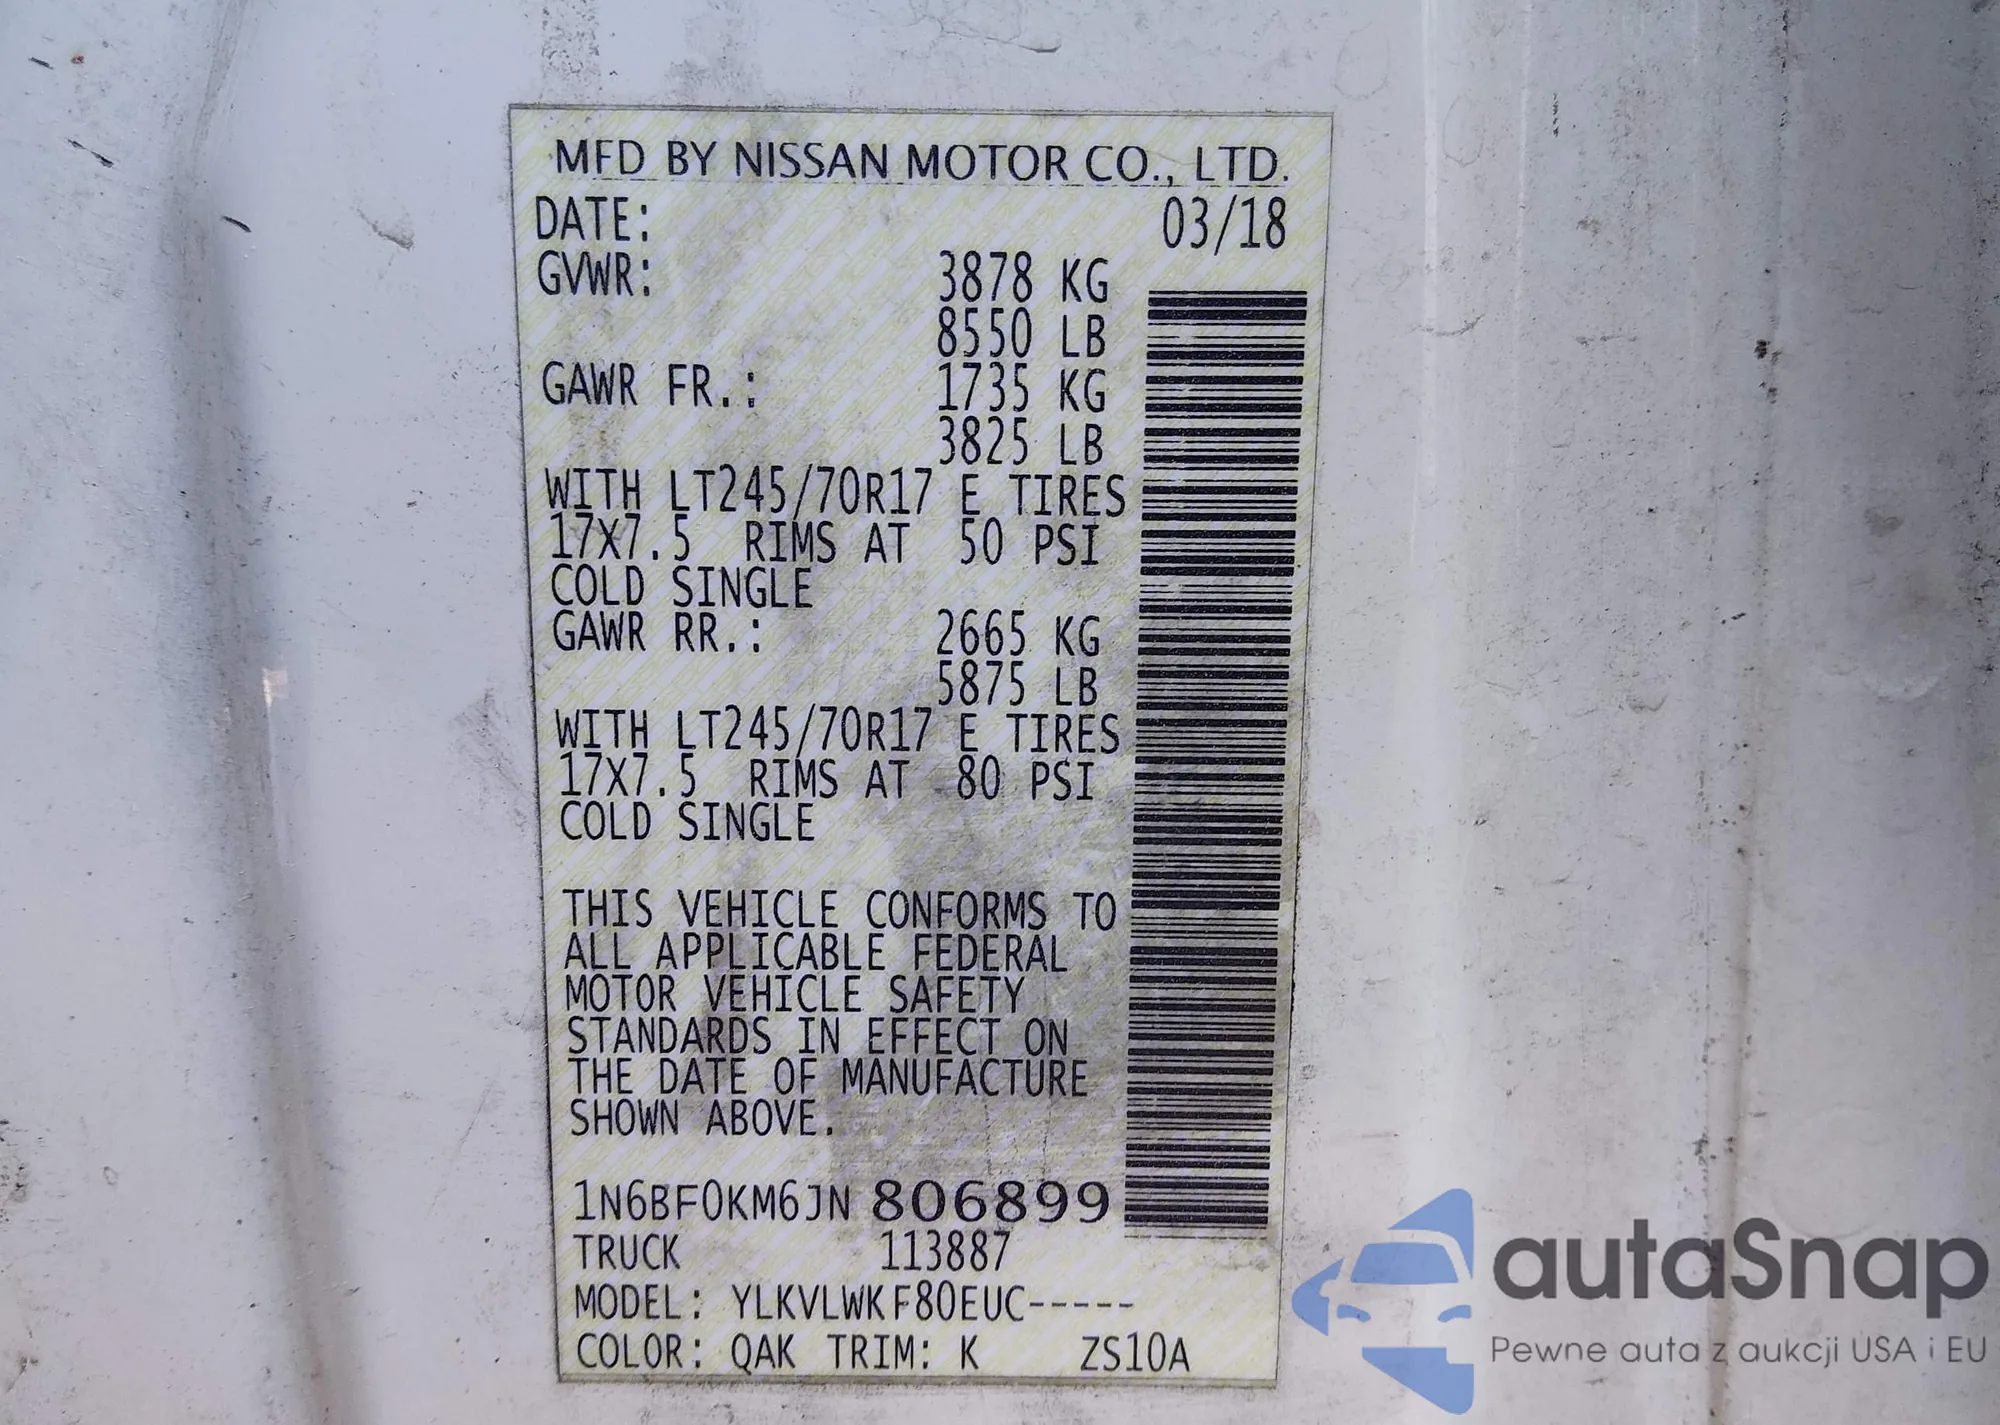 MFD BY NISSAN MOTOR CO., LTD.
DATE: 03/18
GVWR: 3878 KG
8550 LB
GAWR FR.: 1735 KG
3825 LB
WITH LT245/70R17 E TIRES
17X7.5 RIMS AT 50 PSI
COLD SINGLE
GAWR RR.: 2665 KG
5875 LB
WITH LT245/70R17 E TIRES
17X7.5 RIMS AT 80 PSI
COLD SINGLE
THIS VEHICLE CONFORMS TO
ALL APPLICABLE FEDERAL
MOTOR VEHICLE SAFETY
STANDARDS IN EFFECT ON
THE DATE OF MANUFACTURE
SHOWN ABOVE.
1N6BF0KM6JN 806899
TRUCK 113887
MODEL: YLKVLWKF80EUC-----
COLOR: QAK TRIM: K ZS10A
autaSnap
Pewne auta z aukcji USA i EU